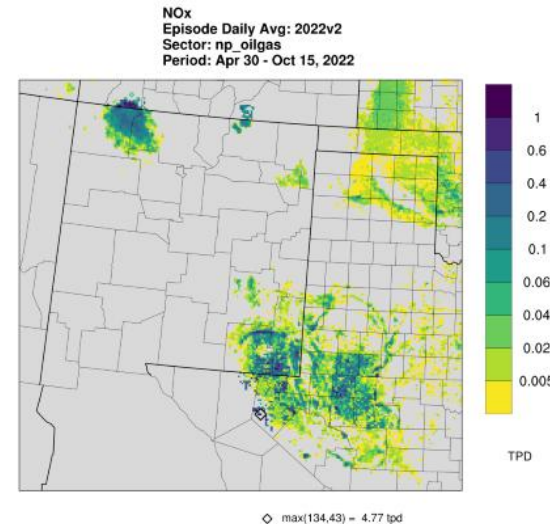 NOx
Episode Daily Avg: 2022v2
Sector: np_oilgas
Period: Apr 30 - Oct 15, 2022
1
0.6
0.4
0.2
0.1
0.06
0.04
0.02
0.005
TPD
max(134,43) = 4.77 tpd